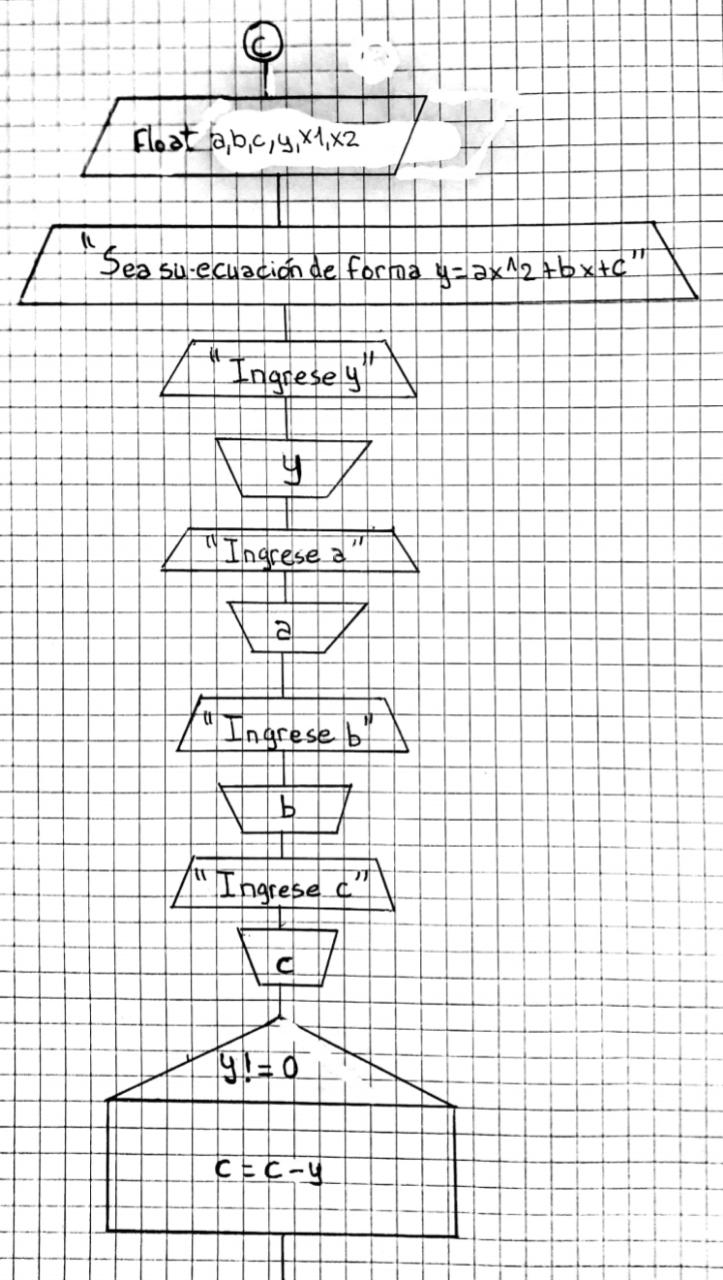 C
Float a,b,c,y,x1,x2
"Sea su ecuación de forma y=ax^2+bx+c"
"Ingrese y"
y
"Ingrese a"
a
"Ingrese b"
b
"Ingrese c"
c
y!=0
c=c-y